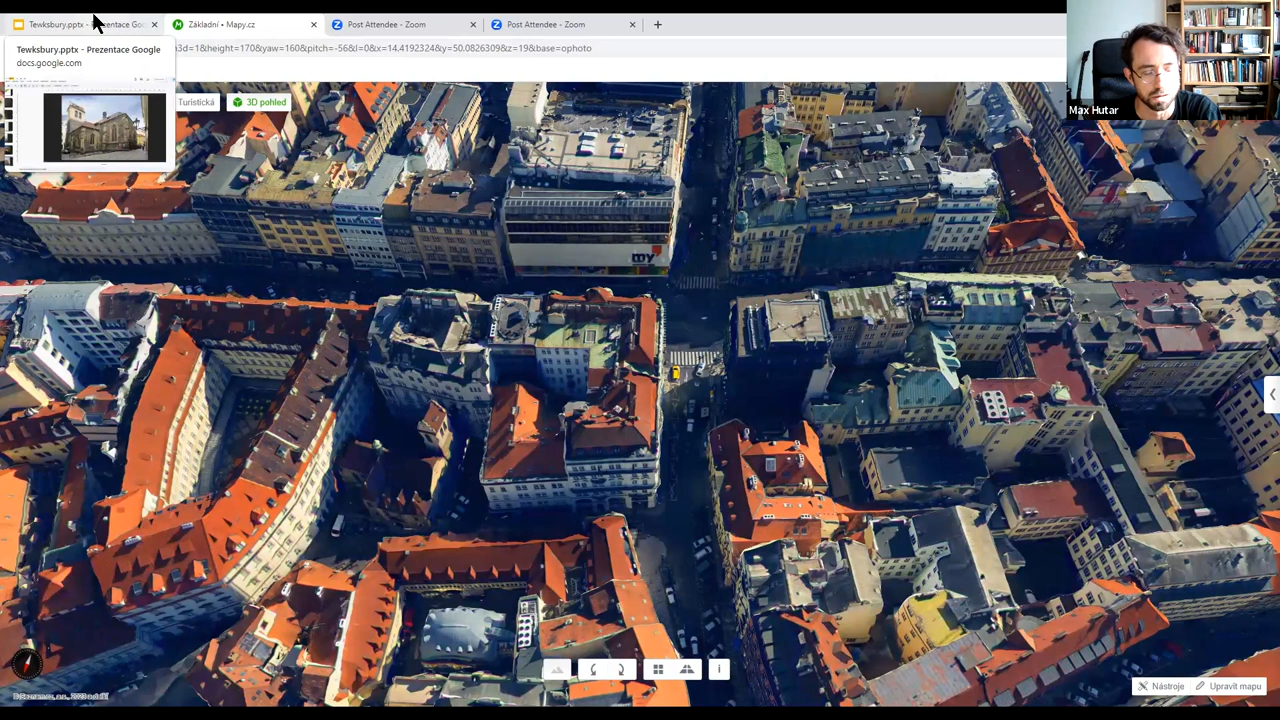 Tewksbury.pptx - Prezentace Goo
Základní • Mapy.cz
Post Attendee - Zoom
Post Attendee - Zoom
3d=1&height=170&yaw=160&pitch=-56&l=0&x=14.4192324&y=50.0826309&z=19&base=ophoto
Tewksbury.pptx - Prezentace Google
docs.google.com
Turistická
3D pohled
Max Hutar
my
i
Nástroje
Upravit mapu